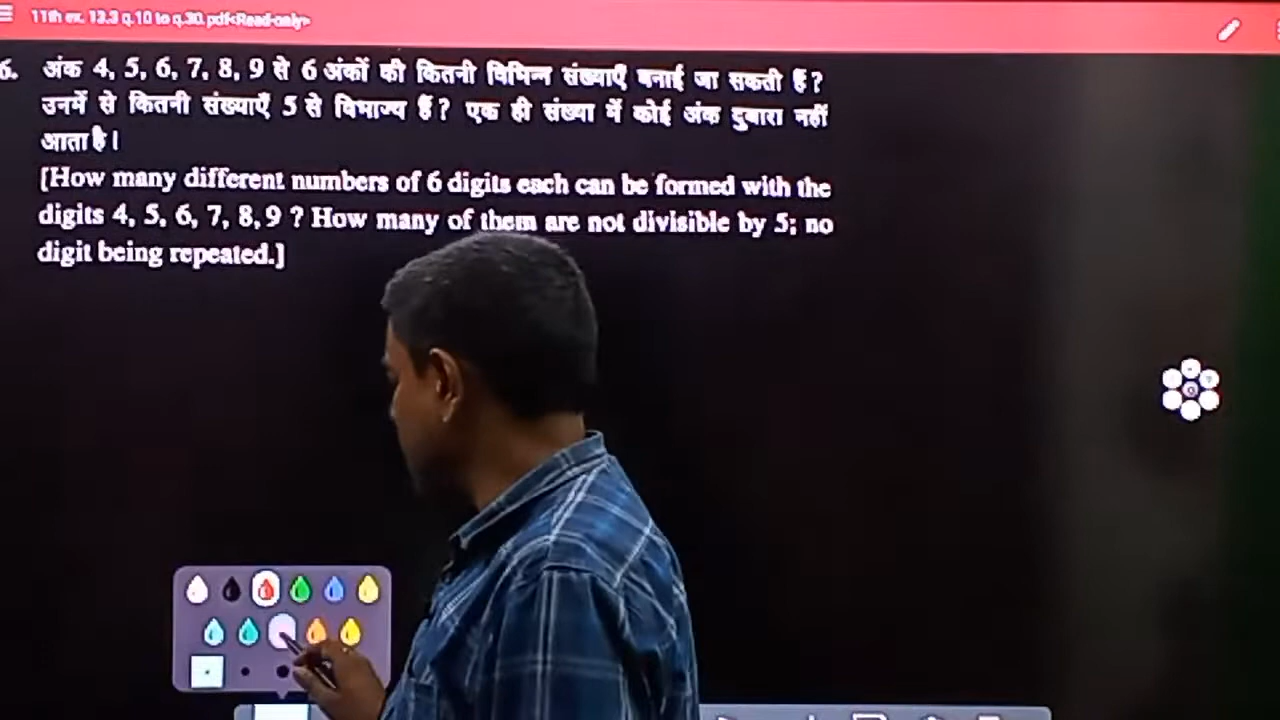 11th ex. 13.3 q.10 to q.30.pdf<Read-only>
6. अंक 4, 5, 6, 7, 8, 9 से 6 अंकों की कितनी विभिन्न संख्याएँ बनाई जा सकती हैं?
उनमें से कितनी संख्याएँ 5 से विभाज्य हैं? एक ही संख्या में कोई अंक दुबारा नहीं
आता है।
[How many different numbers of 6 digits each can be formed with the
digits 4, 5, 6, 7, 8, 9 ? How many of them are not divisible by 5; no
digit being repeated.]